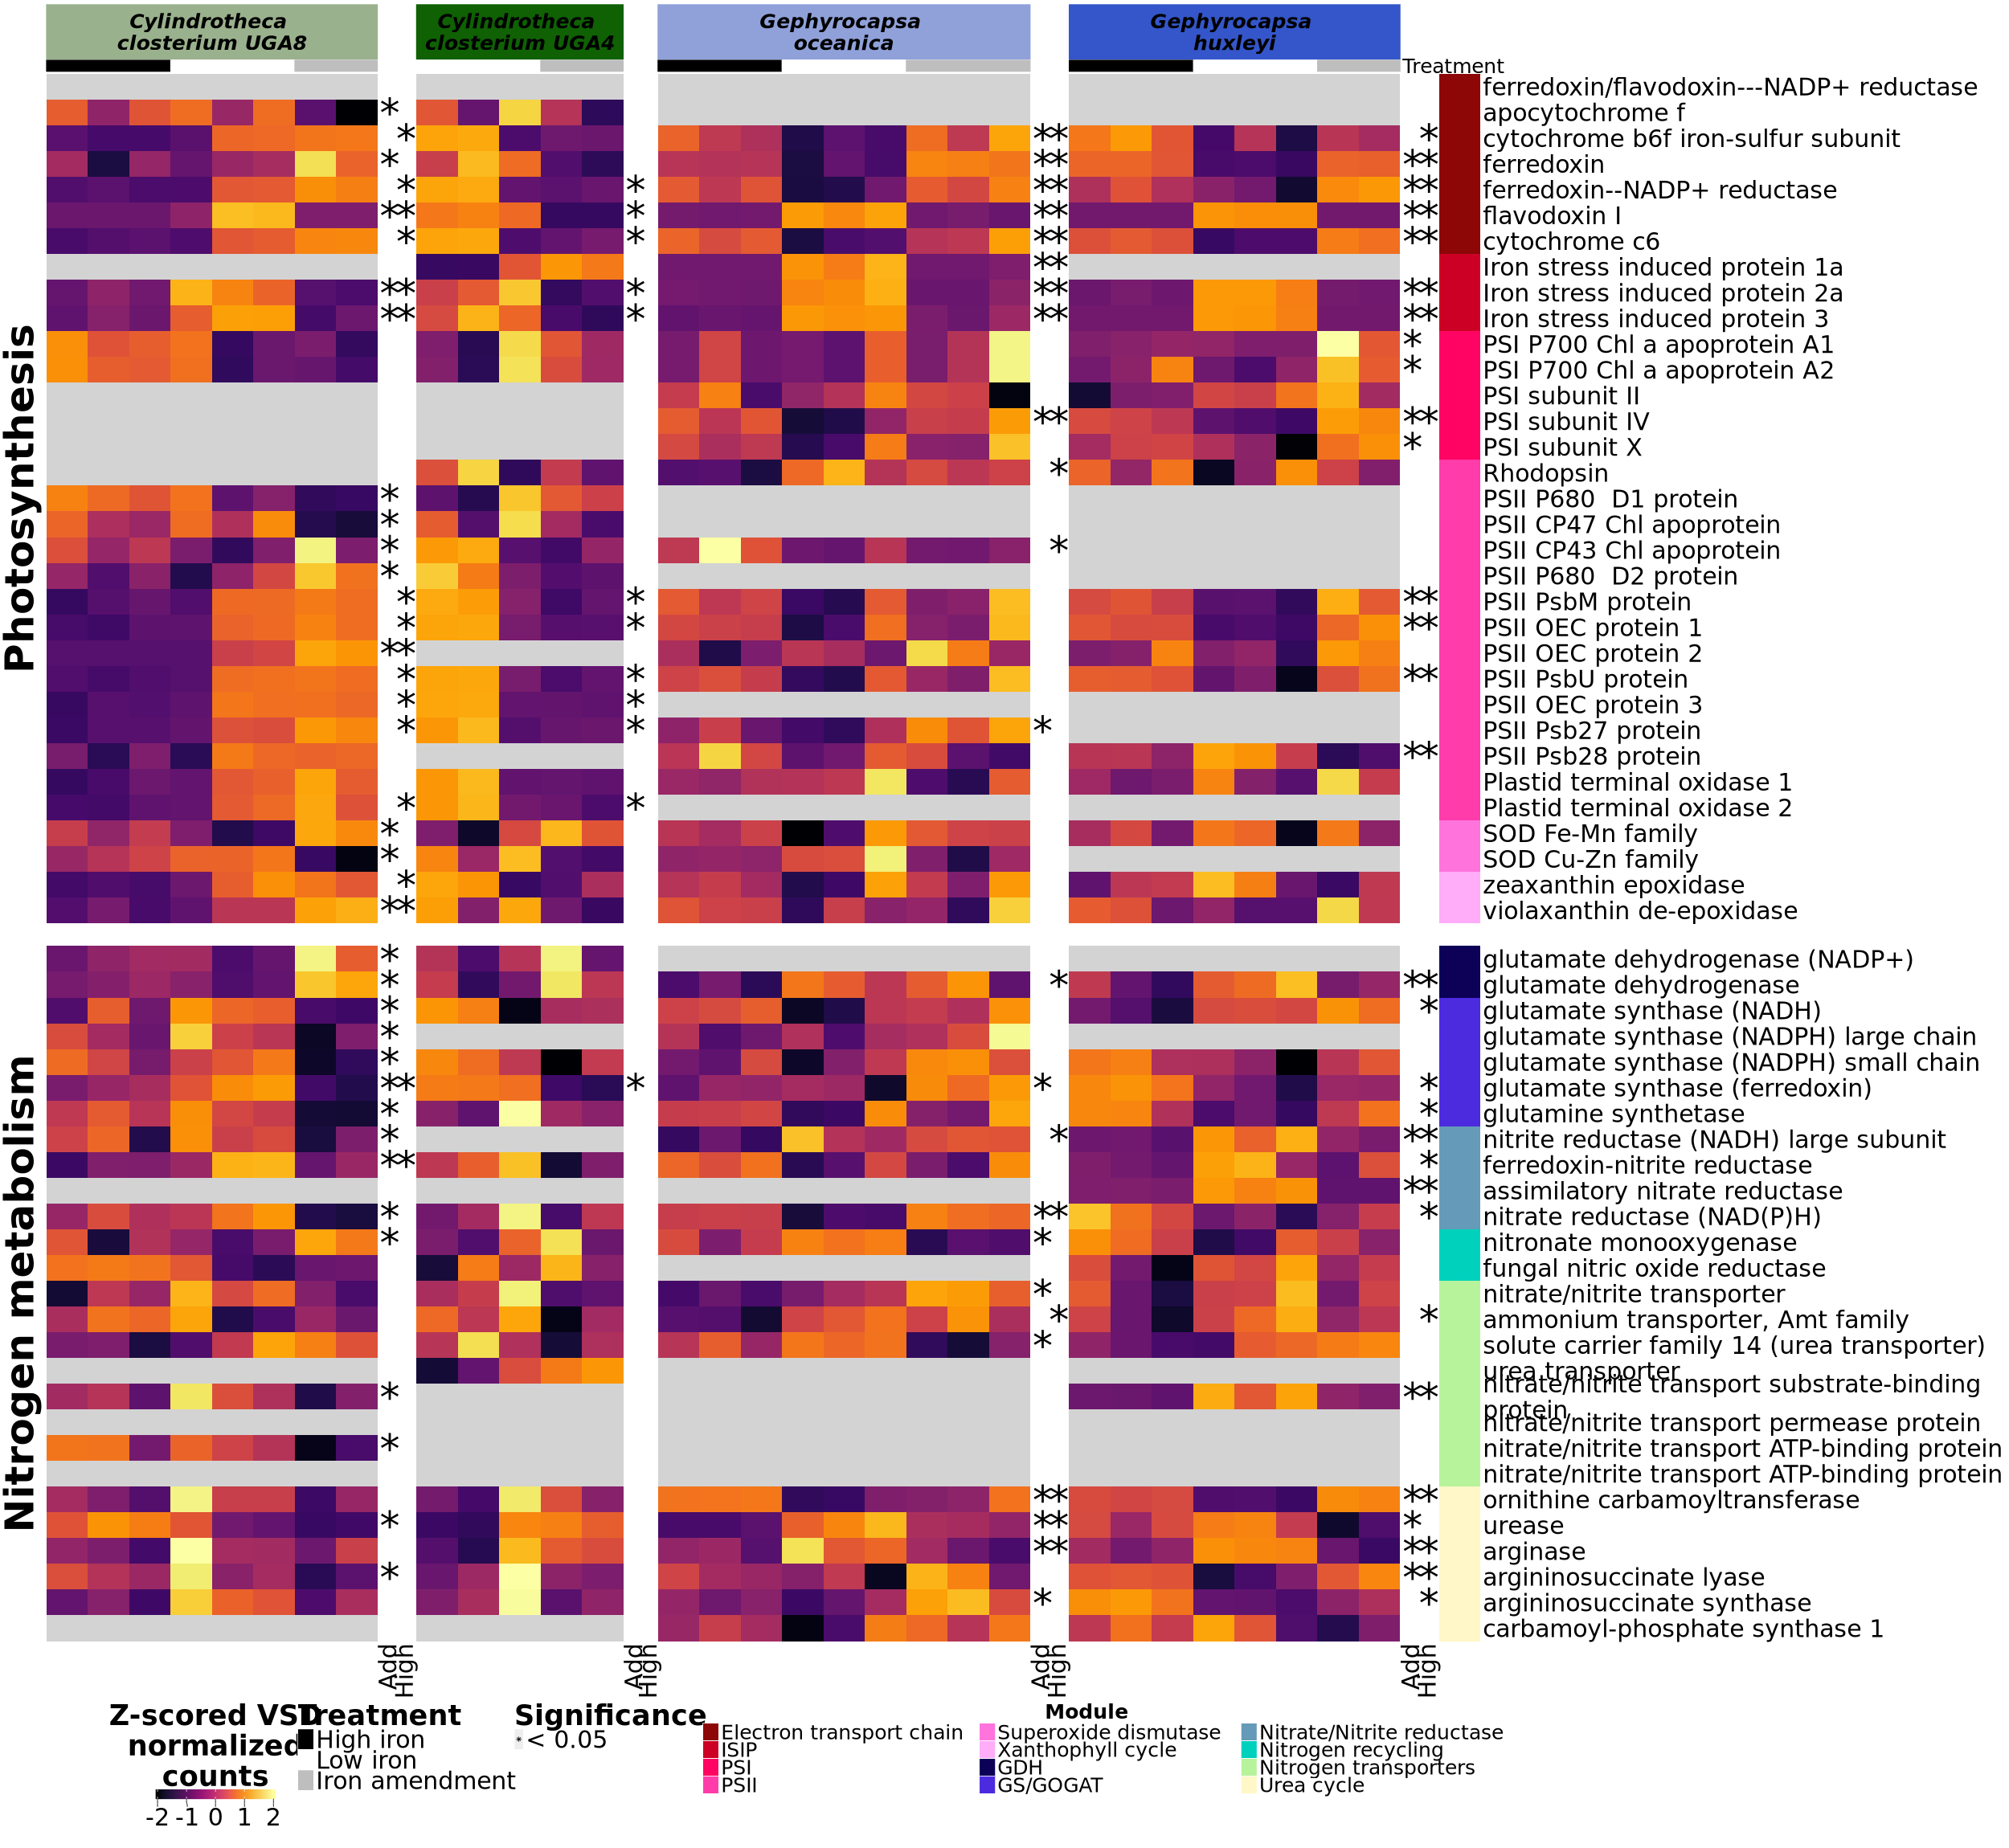 Cylindrotheca
closterium UGA8
Cylindrotheca
closterium UGA4
Gephyrocapsa
oceanica
Gephyrocapsa
huxleyi
Treatment
Photosynthesis
ferredoxin/flavodoxin---NADP+ reductase
* apocytochrome f
* ** * cytochrome b6f iron-sulfur subunit
* ** ** ferredoxin
* * ** ** ferredoxin--NADP+ reductase
** * ** ** flavodoxin I
* * ** ** cytochrome c6
** Iron stress induced protein 1a
** * ** ** Iron stress induced protein 2a
** * ** ** Iron stress induced protein 3
* PSI P700 Chl a apoprotein A1
* PSI P700 Chl a apoprotein A2
PSI subunit II
** ** PSI subunit IV
* PSI subunit X
* Rhodopsin
* PSII P680 D1 protein
* PSII CP47 Chl apoprotein
* * PSII CP43 Chl apoprotein
* PSII P680 D2 protein
* * ** PSII PsbM protein
* * ** PSII OEC protein 1
** PSII OEC protein 2
* * ** PSII PsbU protein
* * PSII OEC protein 3
* * * PSII Psb27 protein
** PSII Psb28 protein
Plastid terminal oxidase 1
* * Plastid terminal oxidase 2
* SOD Fe-Mn family
* SOD Cu-Zn family
* zeaxanthin epoxidase
** violaxanthin de-epoxidase
Nitrogen metabolism
* glutamate dehydrogenase (NADP+)
* * ** glutamate dehydrogenase
* * glutamate synthase (NADH)
* glutamate synthase (NADPH) large chain
* glutamate synthase (NADPH) small chain
** * * * glutamate synthase (ferredoxin)
* * glutamine synthetase
* * ** nitrite reductase (NADH) large subunit
** * ferredoxin-nitrite reductase
** assimilatory nitrate reductase
* ** * nitrate reductase (NAD(P)H)
* * nitronate monooxygenase
fungal nitric oxide reductase
* nitrate/nitrite transporter
* * ammonium transporter, Amt family
* solute carrier family 14 (urea transporter)
urea transporter
* ** nitrate/nitrite transport substrate-binding
protein
nitrate/nitrite transport permease protein
* nitrate/nitrite transport ATP-binding protein
nitrate/nitrite transport ATP-binding protein
** ** ornithine carbamoyltransferase
* ** * urease
** ** arginase
* ** argininosuccinate lyase
* * argininosuccinate synthase
carbamoyl-phosphate synthase 1
Add
High
Add
High
Add
High
Add
High
Z-scored VSD
normalized
counts
-2 -1 0 1 2
Treatment
High iron
Low iron
Iron amendment
Significance
* < 0.05
Module
Electron transport chain
ISIP
PSI
PSII
Superoxide dismutase
Xanthophyll cycle
GDH
GS/GOGAT
Nitrate/Nitrite reductase
Nitrogen recycling
Nitrogen transporters
Urea cycle